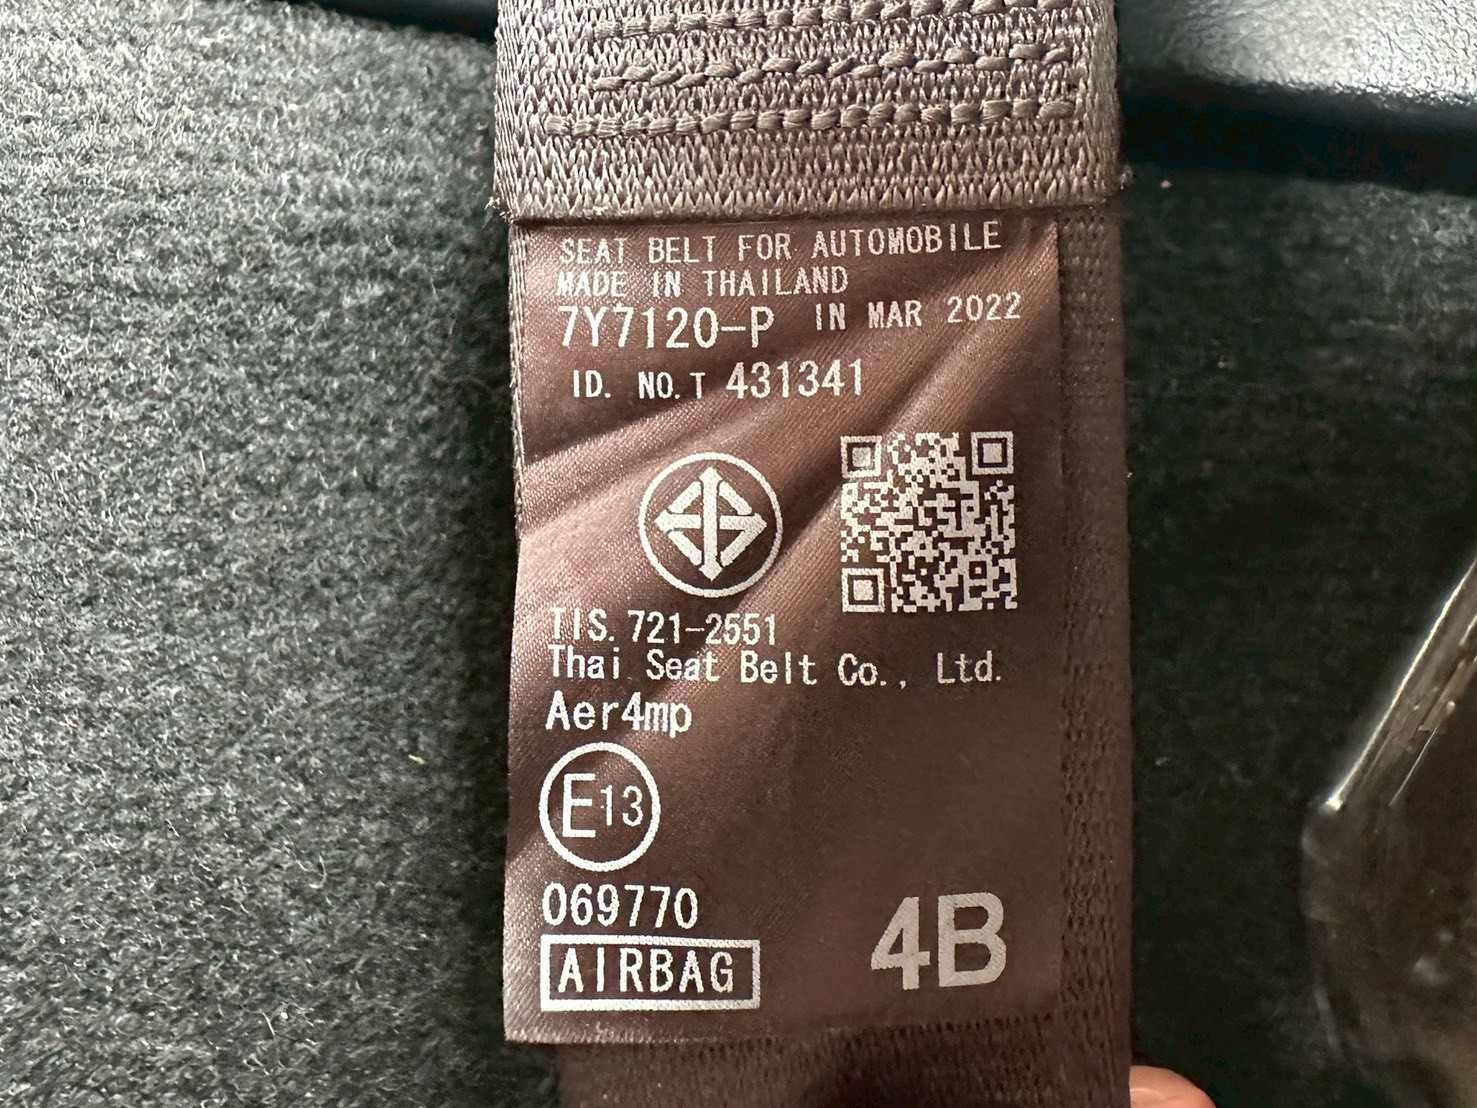 SEAT BELT FOR AUTOMOBILE
MADE IN THAILAND
7Y7120-P IN MAR 2022
ID. NO.T 431341
TIS. 721-2551
Thai Seat Belt Co., Ltd.
Aer4mp
E13
069770
AIRBAG 4B